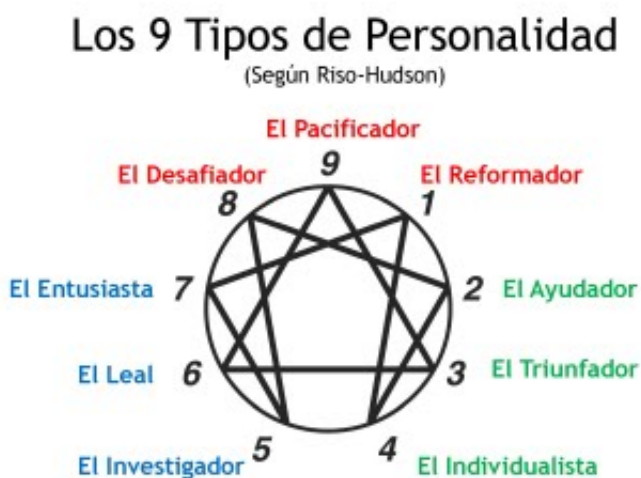 Los 9 Tipos de Personalidad
(Según Riso-Hudson)
El Pacificador
9
El Desafiador
8
El Reformador
1
El Entusiasta 7
2 El Ayudador
El Leal 6
3 El Triunfador
El Investigador 5
4 El Individualista